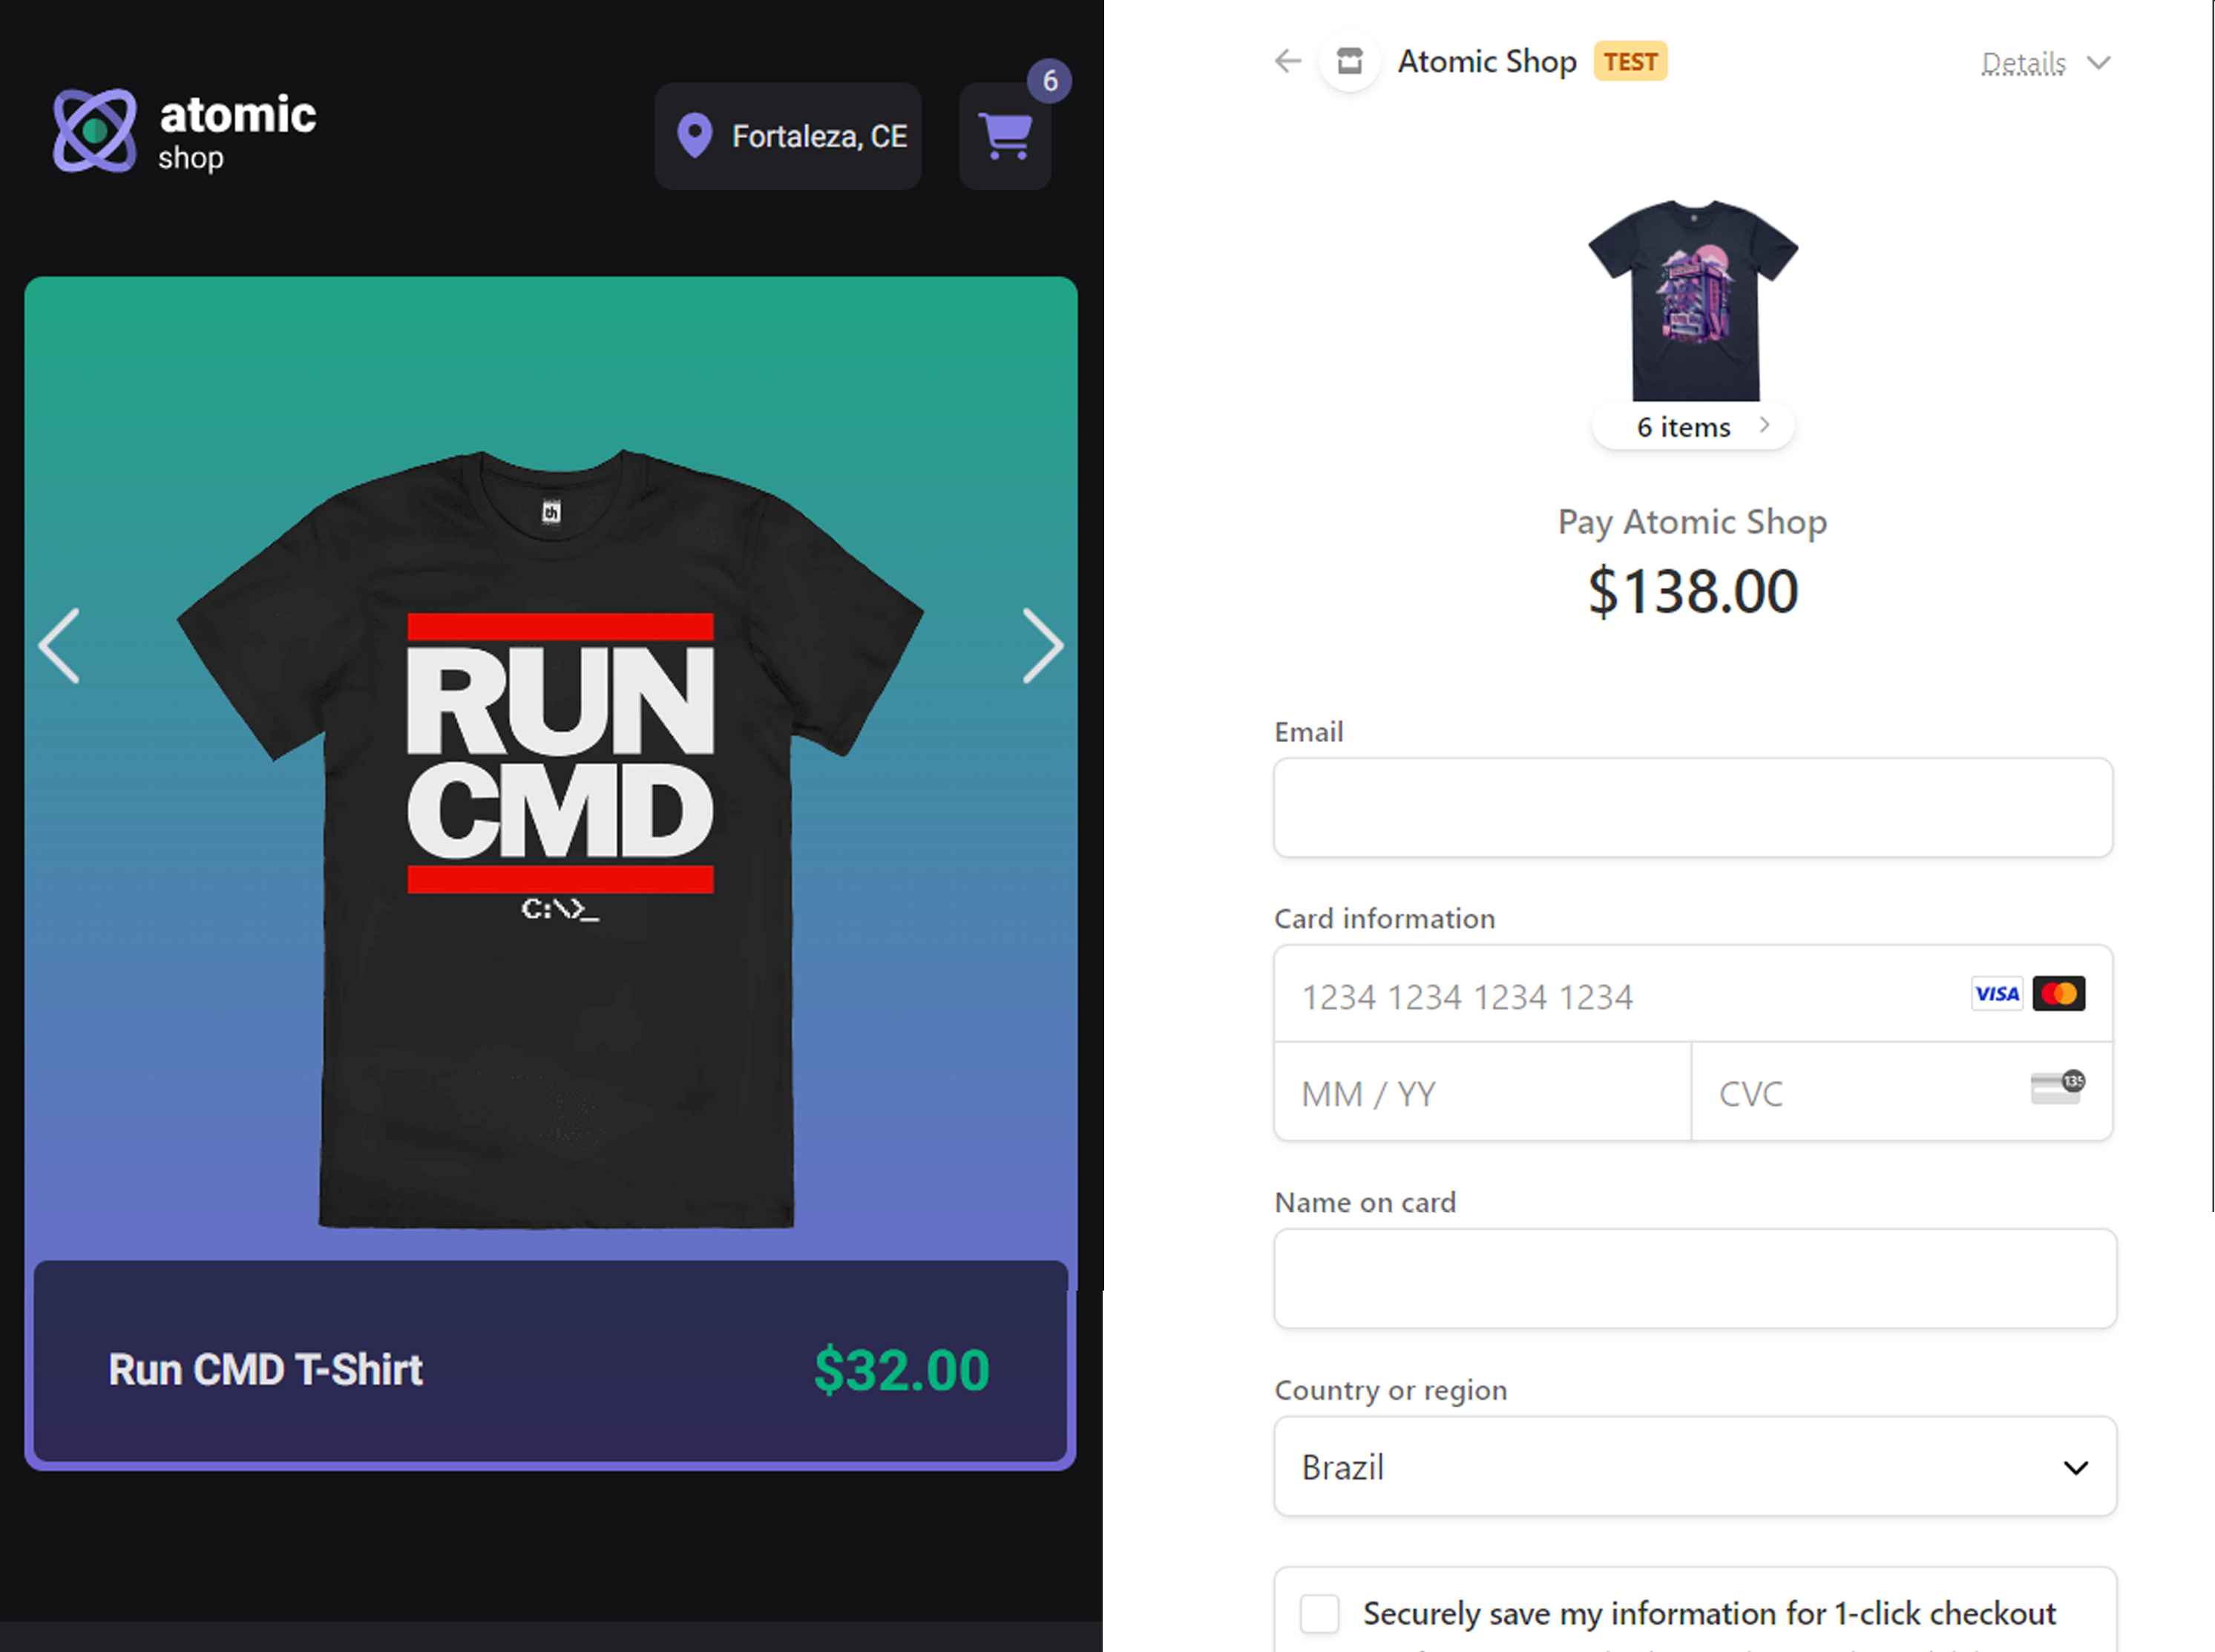 atomic
shop
Fortaleza, CE
6
th
RUN
CMD
C:\>_
Run CMD T-Shirt
$32.00
Atomic Shop
TEST
Details
6 items
Pay Atomic Shop
$138.00
Email
Card information
1234 1234 1234 1234
VISA
MM / YY
CVC
135
Name on card
Country or region
Brazil
Securely save my information for 1-click checkout